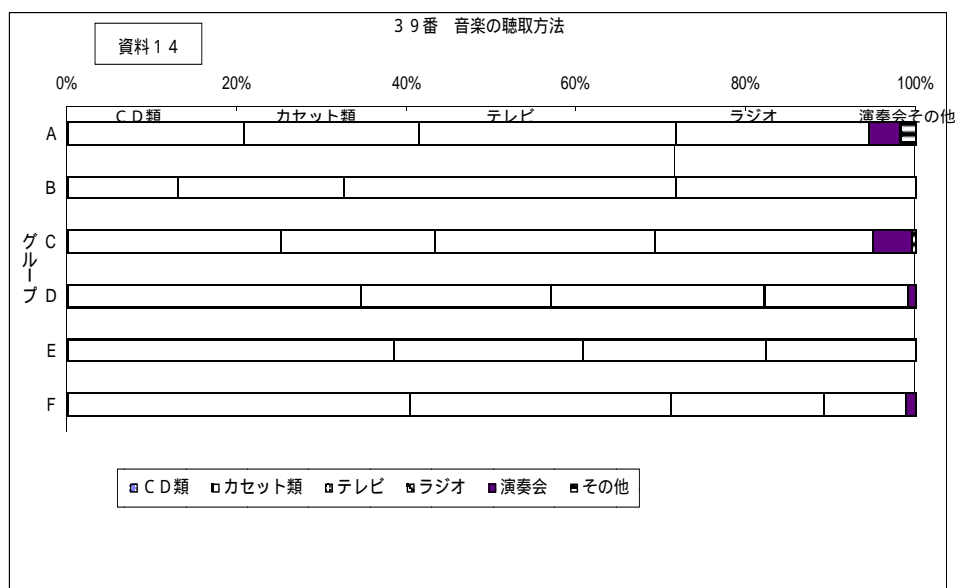 ３９番　音楽の聴取方法
資料１４
0% 20% 40% 60% 80% 100%
ＣＤ類 カセット類 テレビ ラジオ 演奏会 その他
グループ
A
B
C
D
E
F
ＣＤ類 カセット類 テレビ ラジオ 演奏会 その他